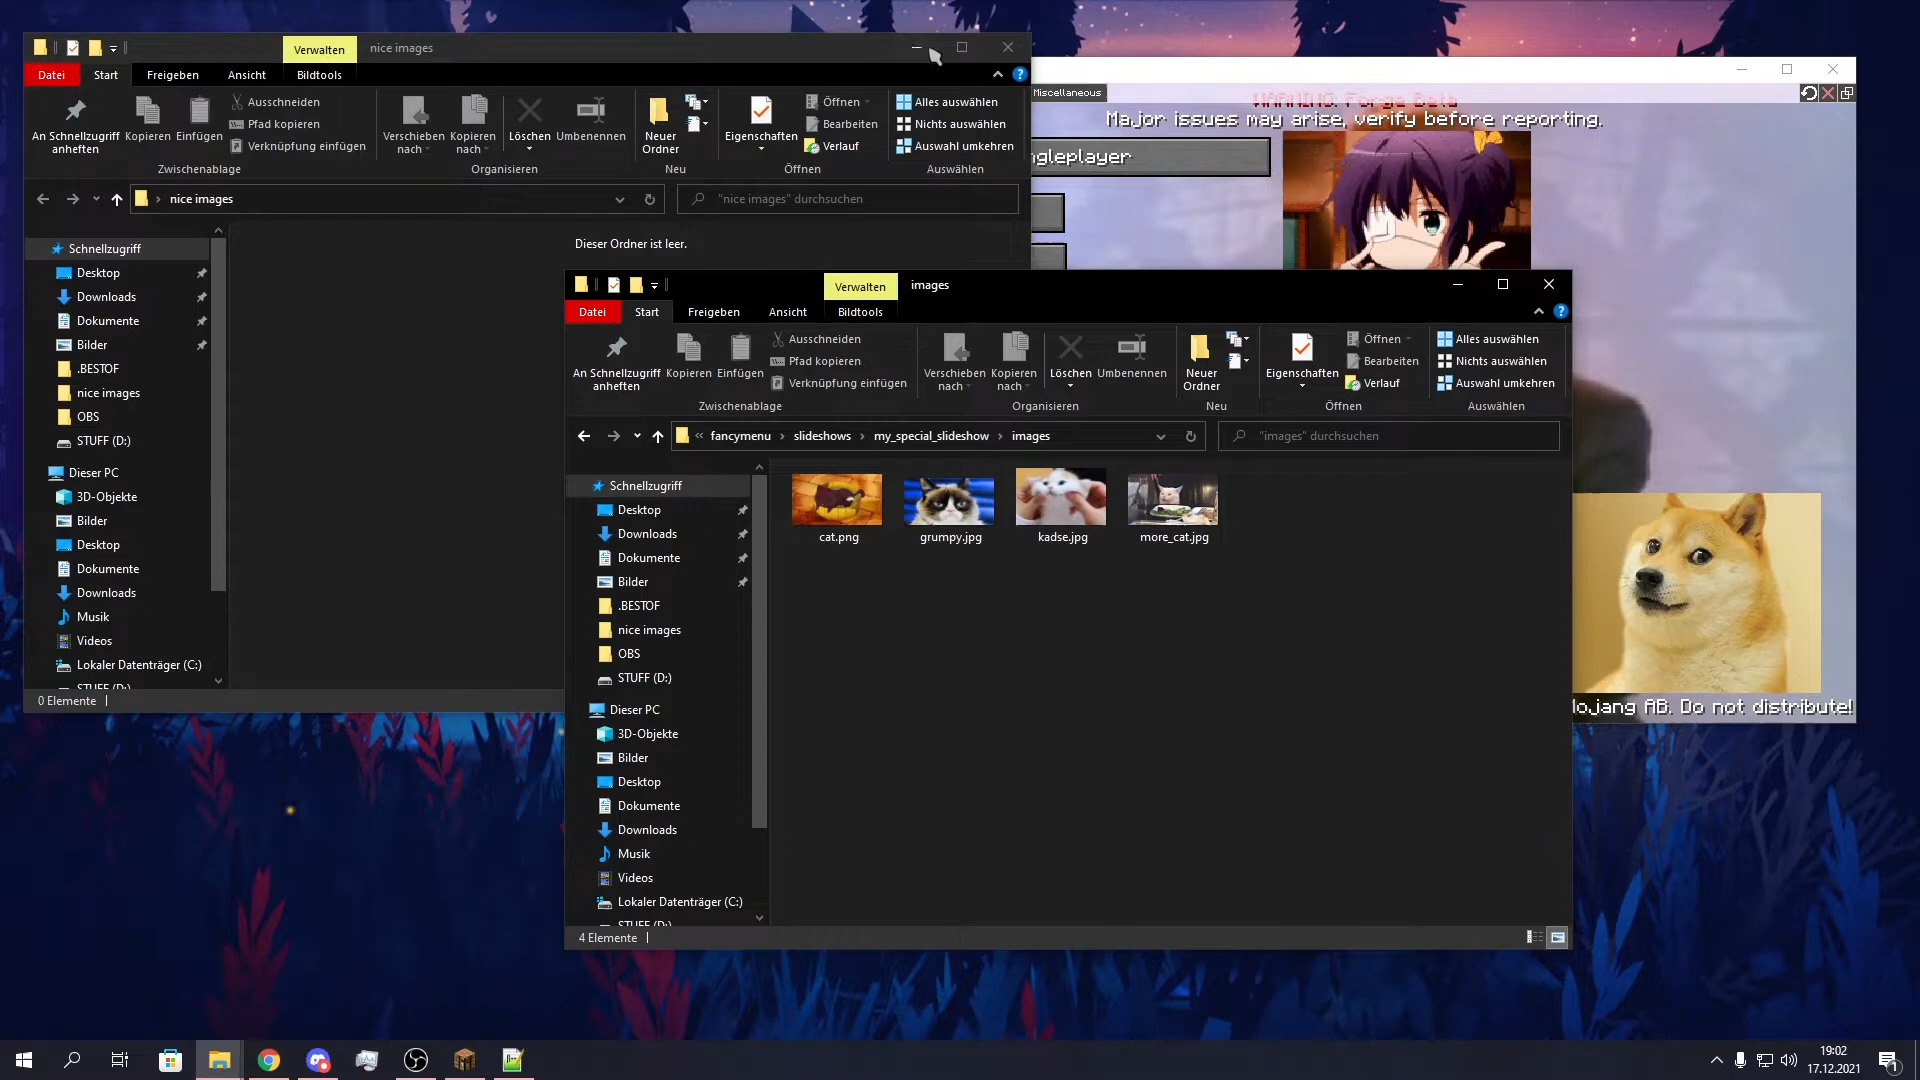 Verwalten
nice images
Datei
Start
Freigeben
Ansicht
Bildtools
An Schnellzugriff
anheften
Kopieren
Einfügen
Ausschneiden
Pfad kopieren
Verknüpfung einfügen
Zwischenablage
Verschieben
nach
Kopieren
nach
Löschen
Umbenennen
Organisieren
Neuer
Ordner
Neu
Eigenschaften
Öffnen
Bearbeiten
Verlauf
Öffnen
Alles auswählen
Nichts auswählen
Auswahl umkehren
Auswählen
nice images
"nice images" durchsuchen
Dieser Ordner ist leer.
Schnellzugriff
Desktop
Downloads
Dokumente
Bilder
.BESTOF
nice images
OBS
STUFF (D:)
Dieser PC
3D-Objekte
Bilder
Desktop
Dokumente
Downloads
Musik
Videos
Lokaler Datenträger (C:)
STUFF (D:)
0 Elemente
Miscellaneous
WARNING: Forge Beta
Major issues may arise, verify before reporting.
ngleplayer
Mojang AB. Do not distribute!
Verwalten
images
Datei
Start
Freigeben
Ansicht
Bildtools
An Schnellzugriff
anheften
Kopieren
Einfügen
Ausschneiden
Pfad kopieren
Verknüpfung einfügen
Zwischenablage
Verschieben
nach
Kopieren
nach
Löschen
Umbenennen
Organisieren
Neuer
Ordner
Neu
Eigenschaften
Öffnen
Bearbeiten
Verlauf
Öffnen
Alles auswählen
Nichts auswählen
Auswahl umkehren
Auswählen
« fancymenu › slideshows › my_special_slideshow › images
"images" durchsuchen
Schnellzugriff
Desktop
Downloads
Dokumente
Bilder
.BESTOF
nice images
OBS
STUFF (D:)
Dieser PC
3D-Objekte
Bilder
Desktop
Dokumente
Downloads
Musik
Videos
Lokaler Datenträger (C:)
STUFF (D:)
cat.png
grumpy.jpg
kadse.jpg
more_cat.jpg
4 Elemente
19:02
17.12.2021
1